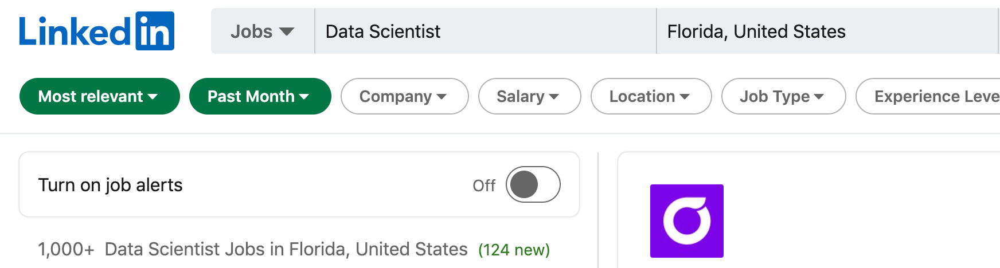 LinkedIn
Jobs Data Scientist Florida, United States
Most relevant Past Month Company Salary Location Job Type Experience Leve
Turn on job alerts Off
1,000+ Data Scientist Jobs in Florida, United States (124 new)